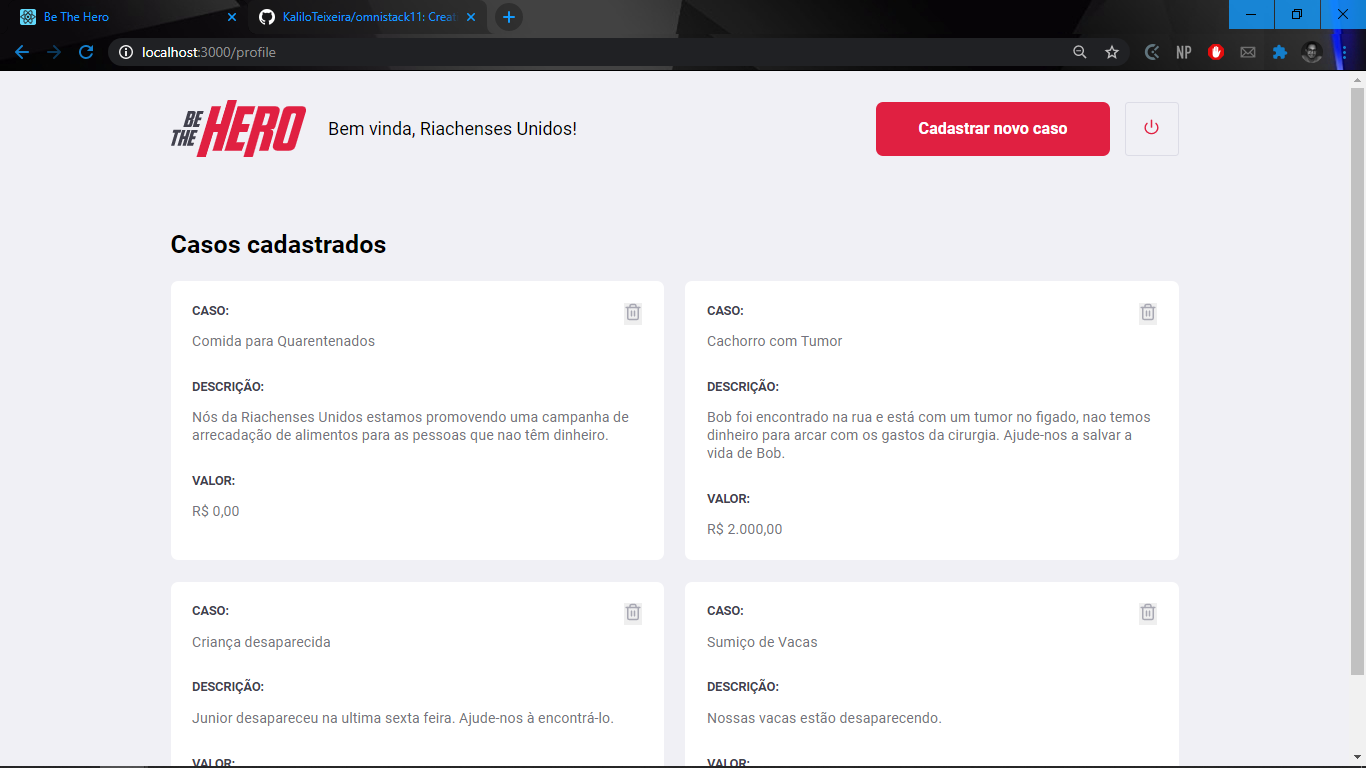 Be The Hero
KaliloTeixeira/omnistack11: Creat
localhost:3000/profile
NP
BE THE HERO
Bem vinda, Riachenses Unidos!
Cadastrar novo caso
Casos cadastrados
CASO:
Comida para Quarentenados
DESCRIÇÃO:
Nós da Riachenses Unidos estamos promovendo uma campanha de
arrecadação de alimentos para as pessoas que nao têm dinheiro.
VALOR:
R$ 0,00
CASO:
Cachorro com Tumor
DESCRIÇÃO:
Bob foi encontrado na rua e está com um tumor no figado, nao temos
dinheiro para arcar com os gastos da cirurgia. Ajude-nos a salvar a
vida de Bob.
VALOR:
R$ 2.000,00
CASO:
Criança desaparecida
DESCRIÇÃO:
Junior desapareceu na ultima sexta feira. Ajude-nos à encontrá-lo.
VALOR:
CASO:
Sumiço de Vacas
DESCRIÇÃO:
Nossas vacas estão desaparecendo.
VALOR: